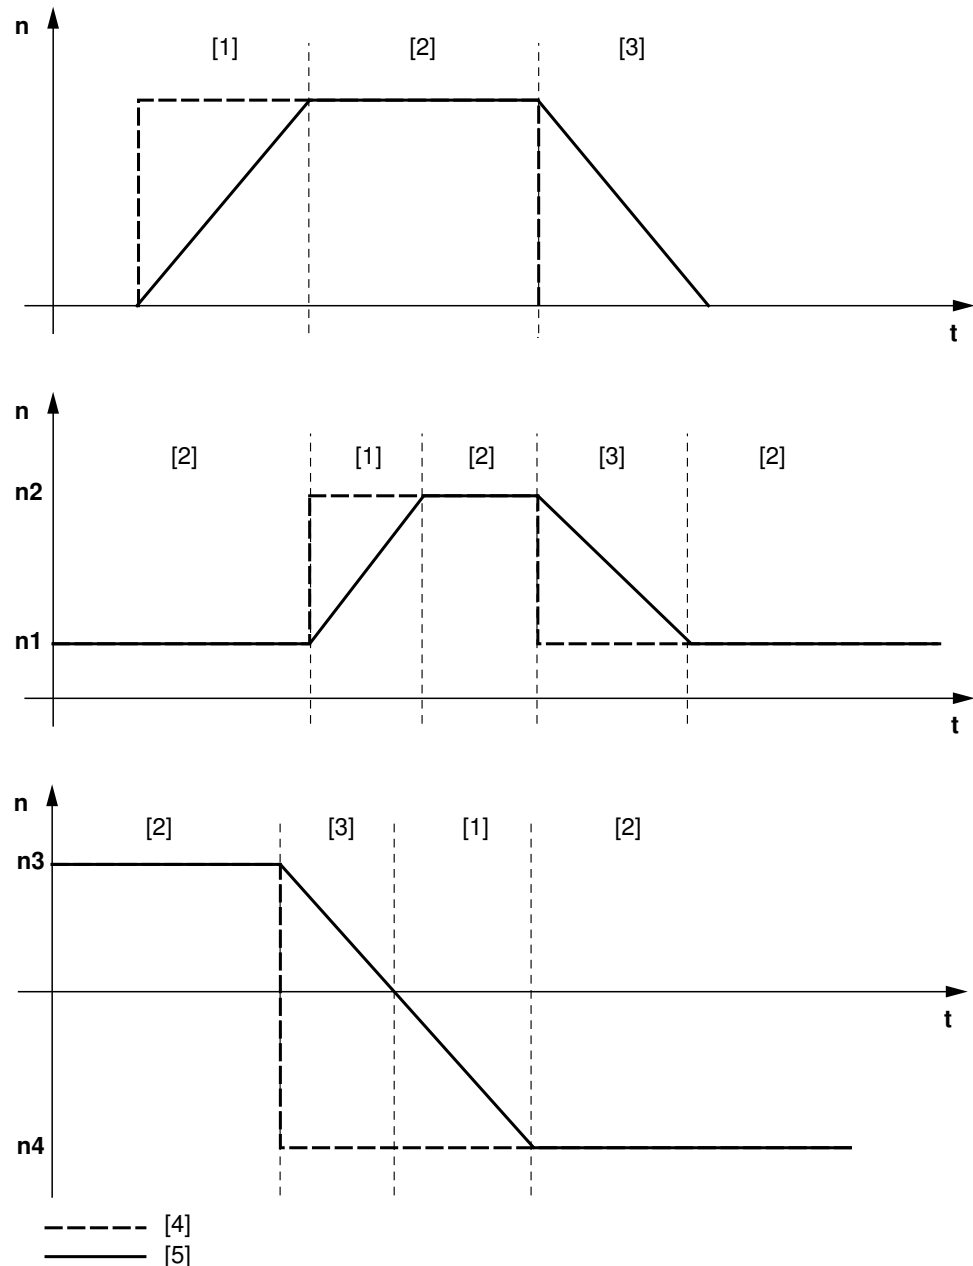 n
[1] [2] [3]
t
n
[2] [1] [2] [3] [2]
n2
n1
t
n
[2] [3] [1] [2]
n3
t
n4
[4]
[5]